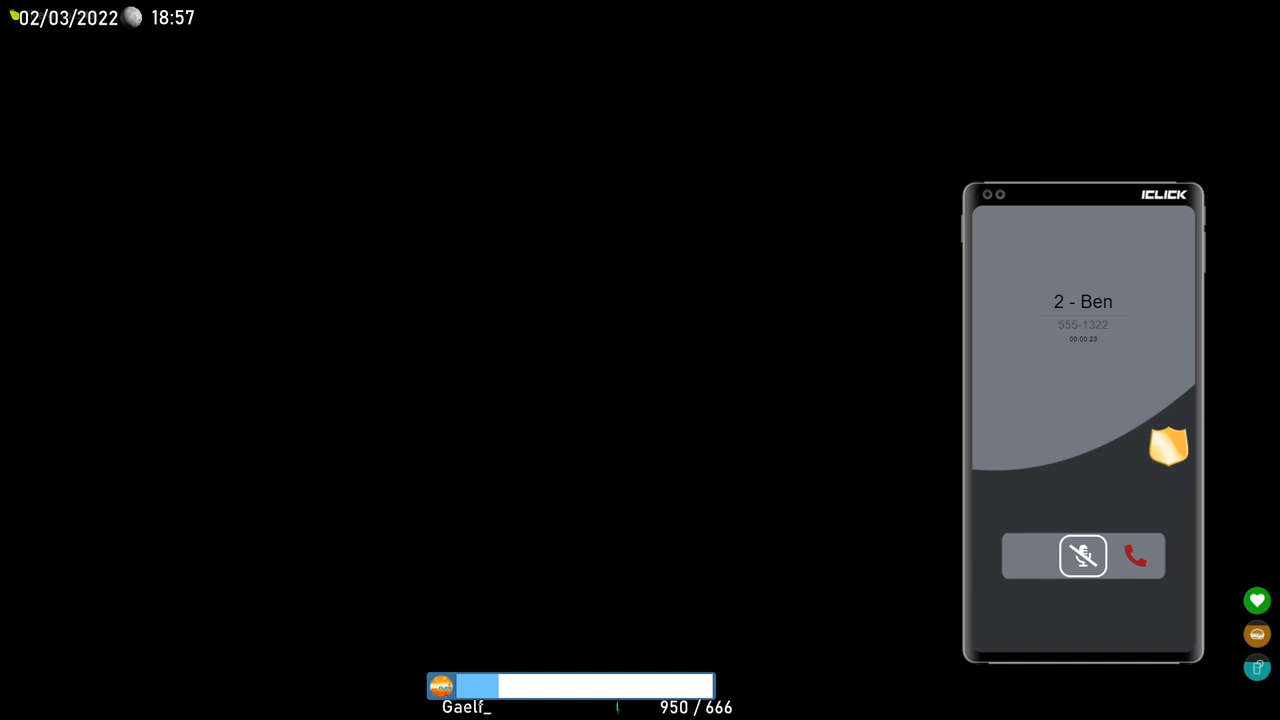 02/03/2022 18:57
ICLICK
2 - Ben
555-1322
00:00:23
Gaelf_
950 / 666